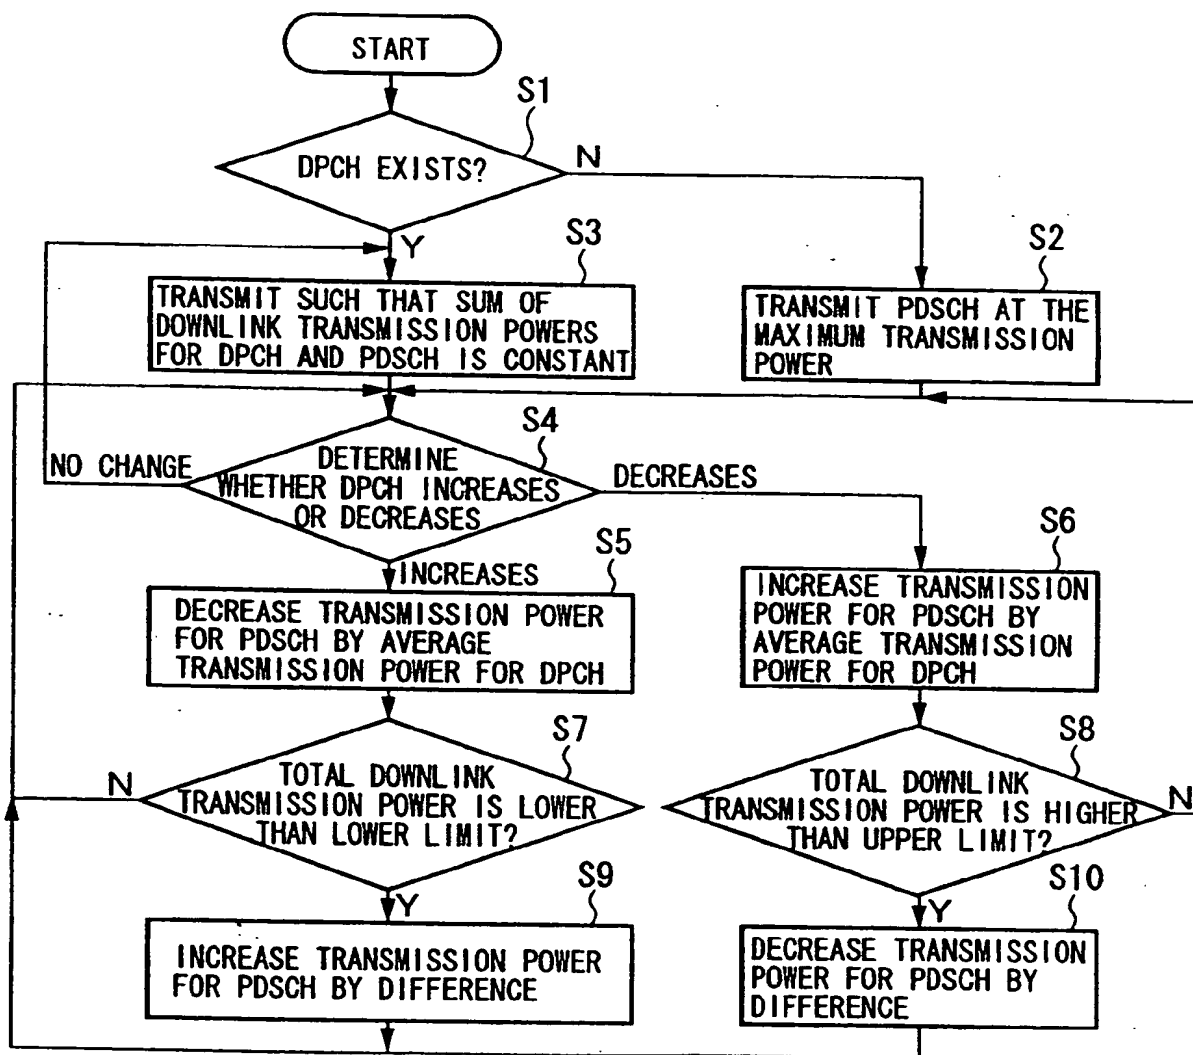 START
S1
DPCH EXISTS?
N
Y
S3
TRANSMIT SUCH THAT SUM OF
DOWNLINK TRANSMISSION POWERS
FOR DPCH AND PDSCH IS CONSTANT
S2
TRANSMIT PDSCH AT THE
MAXIMUM TRANSMISSION
POWER
S4
DETERMINE
WHETHER DPCH INCREASES
OR DECREASES
NO CHANGE
DECREASES
INCREASES
S5
DECREASE TRANSMISSION POWER
FOR PDSCH BY AVERAGE
TRANSMISSION POWER FOR DPCH
S6
INCREASE TRANSMISSION
POWER FOR PDSCH BY
AVERAGE TRANSMISSION
POWER FOR DPCH
S7
TOTAL DOWNLINK
TRANSMISSION POWER IS LOWER
THAN LOWER LIMIT?
N
Y
S8
TOTAL DOWNLINK
TRANSMISSION POWER IS HIGHER
THAN UPPER LIMIT?
N
Y
S9
INCREASE TRANSMISSION POWER
FOR PDSCH BY DIFFERENCE
S10
DECREASE TRANSMISSION
POWER FOR PDSCH BY
DIFFERENCE